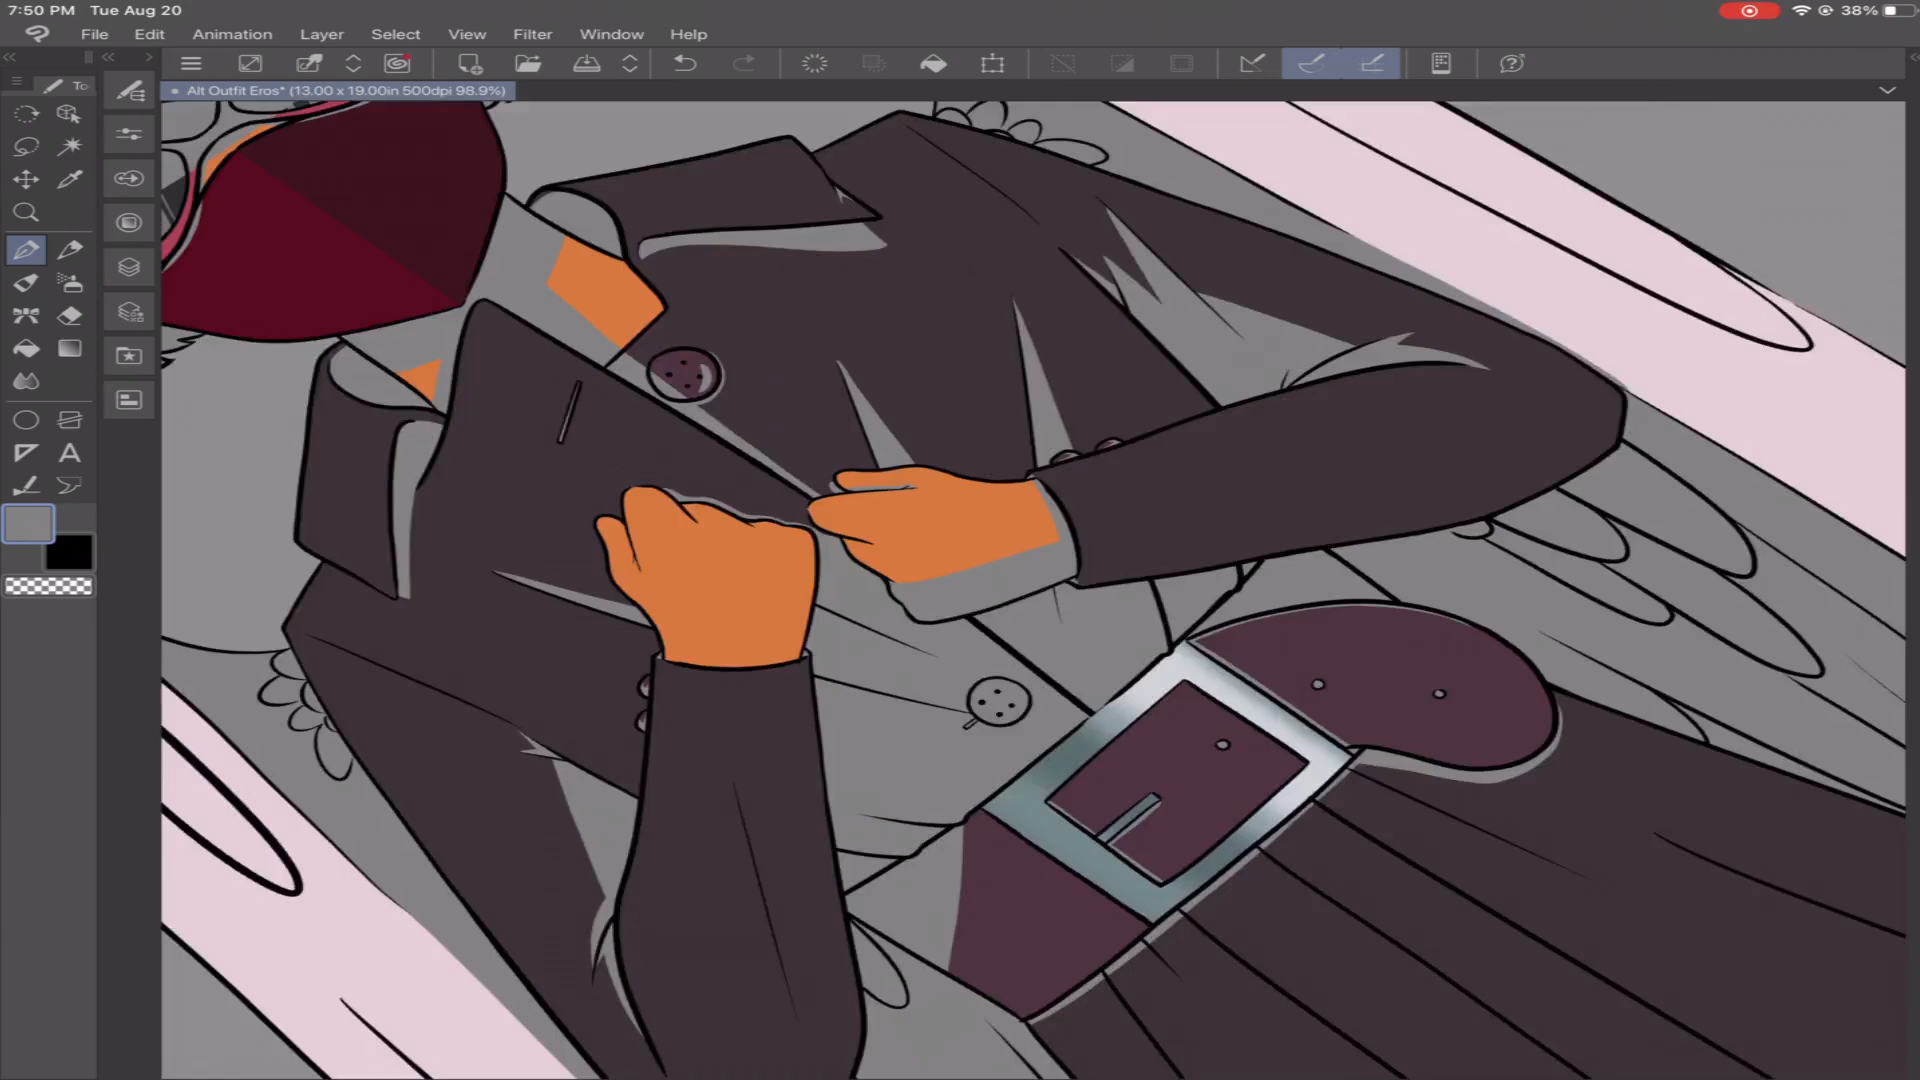 7:50 PM Tue Aug 20 38%
File Edit Animation Layer Select View Filter Window Help
To
Alt Outfit Eros* (13.00 x 19.00in 500dpi 98.9%)